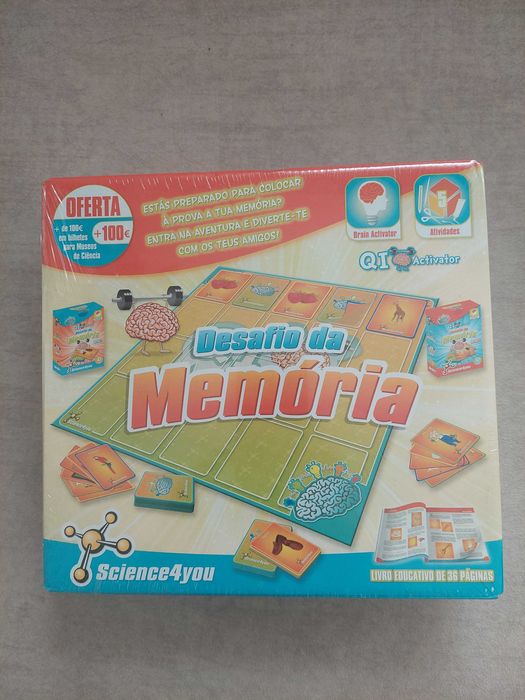 OFERTA
+ de 100€
em bilhetes
para Museus
de Ciência
+100€
ESTÁS PREPARADO PARA COLOCAR
À PROVA A TUA MEMÓRIA?
ENTRA NA AVENTURA E DIVERTE-TE
COM OS TEUS AMIGOS!
Brain Activator
5
Atividades
QI Activator
Desafio da
Memória
Science4you
LIVRO EDUCATIVO DE 36 PÁGINAS